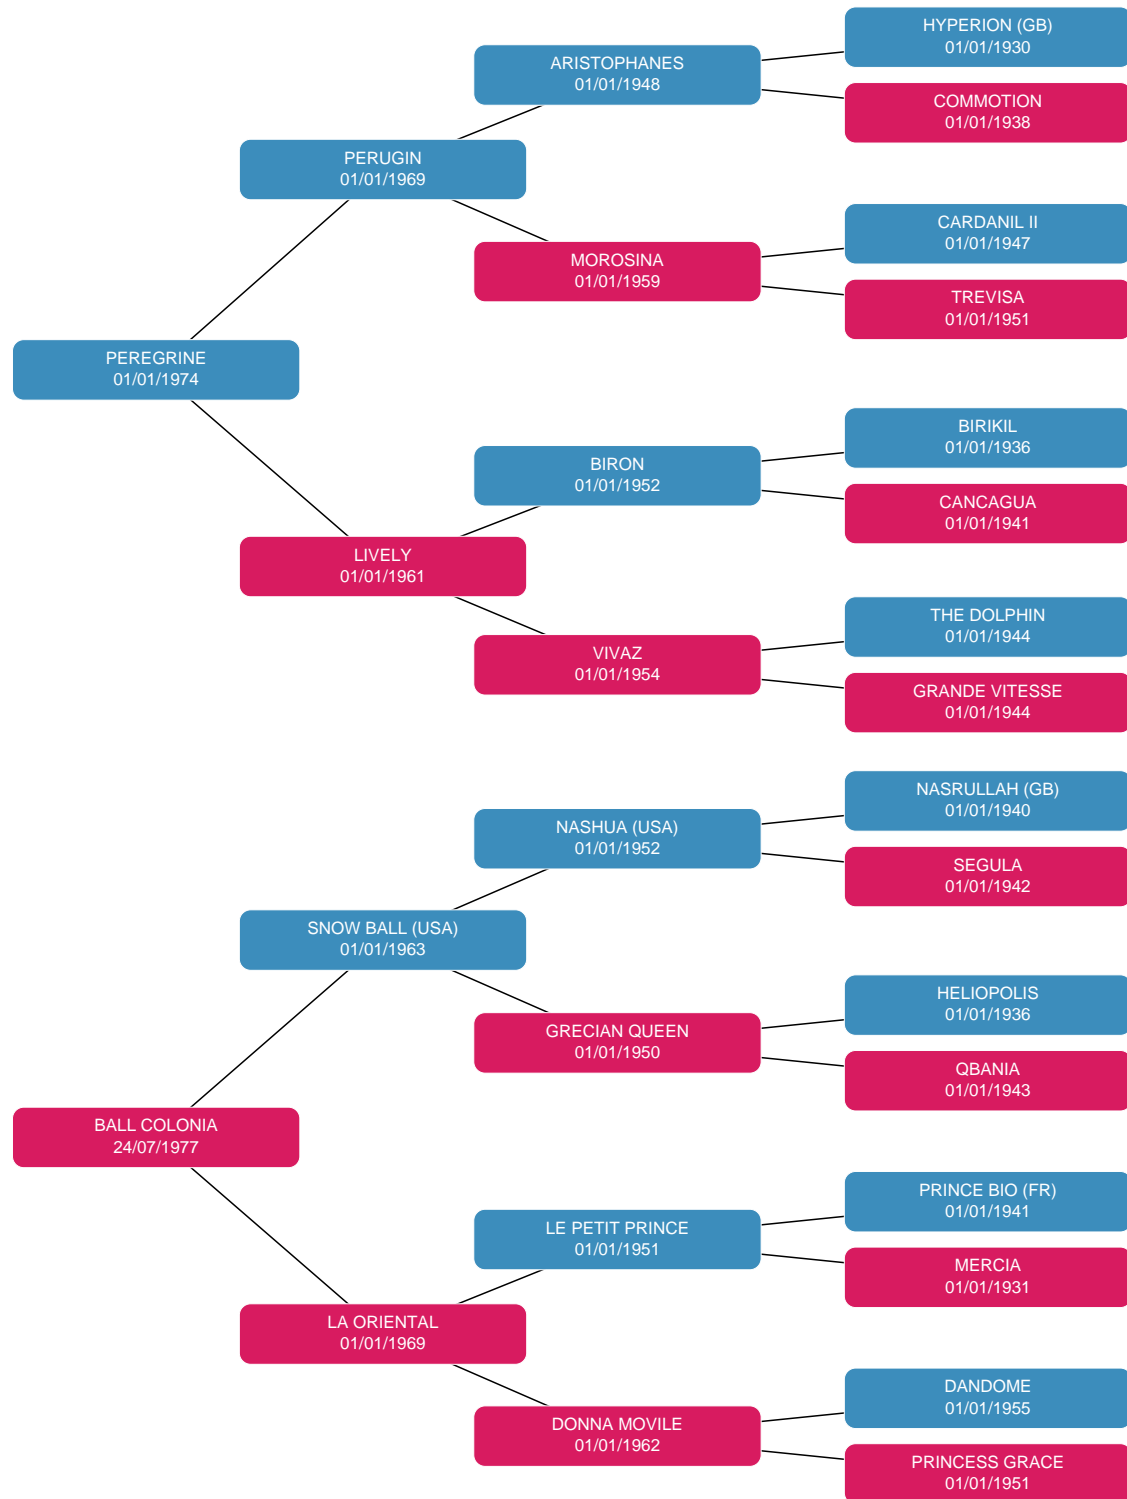 HYPERION (GB)
01/01/1930
ARISTOPHANES
01/01/1948
COMMOTION
01/01/1938
PERUGIN
01/01/1969
CARDANIL II
01/01/1947
MOROSINA
01/01/1959
TREVISA
01/01/1951
PEREGRINE
01/01/1974
BIRIKIL
01/01/1936
BIRON
01/01/1952
CANCAGUA
01/01/1941
LIVELY
01/01/1961
THE DOLPHIN
01/01/1944
VIVAZ
01/01/1954
GRANDE VITESSE
01/01/1944
NASRULLAH (GB)
01/01/1940
NASHUA (USA)
01/01/1952
SEGULA
01/01/1942
SNOW BALL (USA)
01/01/1963
HELIOPOLIS
01/01/1936
GRECIAN QUEEN
01/01/1950
QBANIA
01/01/1943
BALL COLONIA
24/07/1977
PRINCE BIO (FR)
01/01/1941
LE PETIT PRINCE
01/01/1951
MERCIA
01/01/1931
LA ORIENTAL
01/01/1969
DANDOME
01/01/1955
DONNA MOVILE
01/01/1962
PRINCESS GRACE
01/01/1951